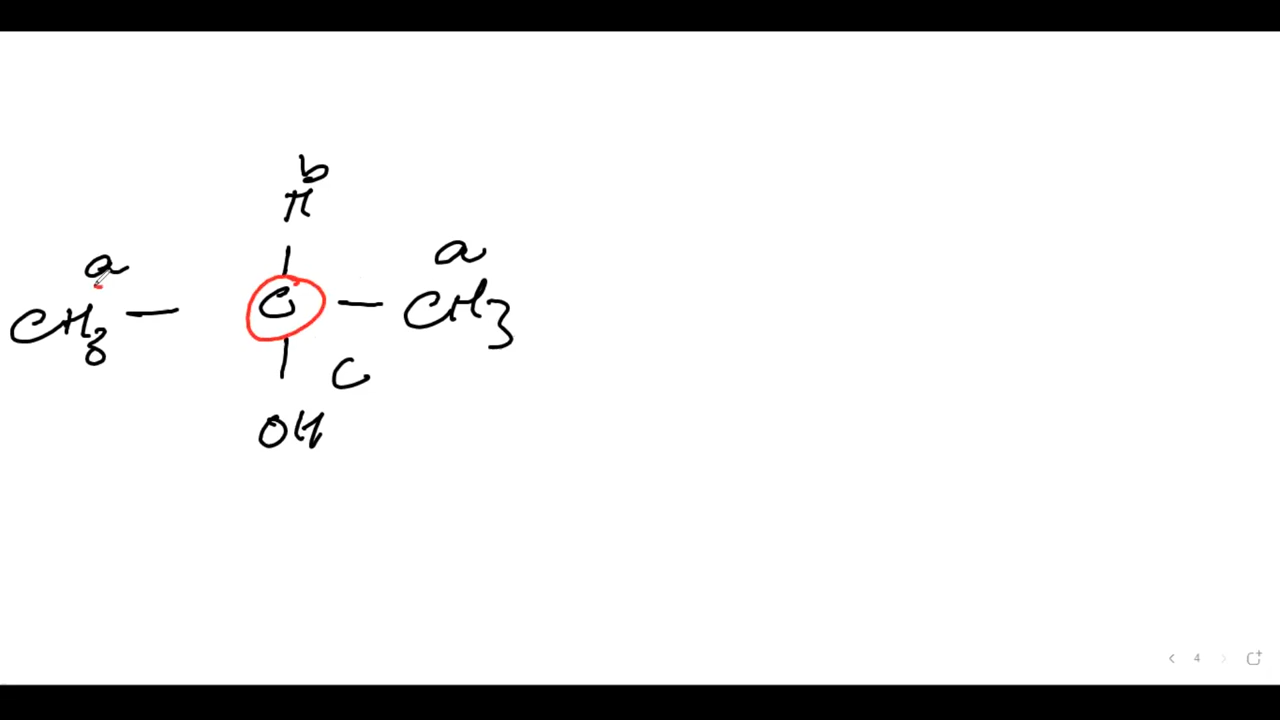 b
H
a a
CH3 — C — CH3
C
OH
4